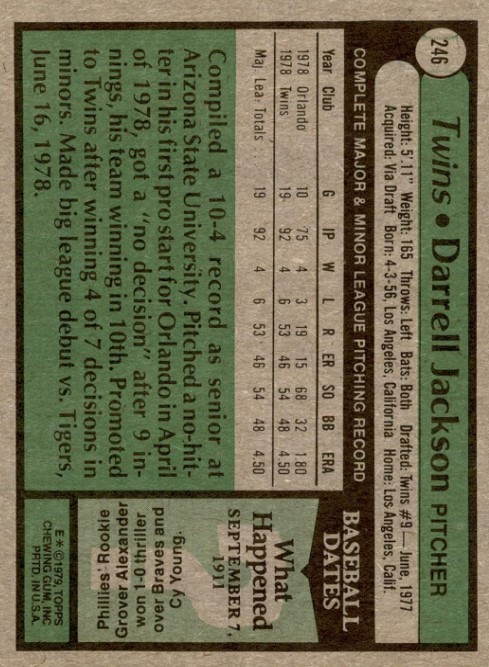 246
Twins • Darrell Jackson PITCHER
Height: 5'.11" Weight: 165 Throws: Left Bats: Both Drafted: Twins #9 — June, 1977
Acquired: Via Draft Born: 4-3-56, Los Angeles, California Home: Los Angeles, Calif.
COMPLETE MAJOR & MINOR LEAGUE PITCHING RECORD
Year Club G IP W L R ER SO BB ERA
1978 Orlando 10 75 4 3 19 15 68 32 1.80
1978 Twins 19 92 4 6 53 46 54 48 4.50
Maj. Lea. Totals 19 92 4 6 53 46 54 48 4.50
Compiled a 10-4 record as senior at
Arizona State University. Pitched a no-hit-
ter in his first pro start for Orlando in April
of 1978, got a "no decision" after 9 in-
nings, his team winning in 10th. Promoted
to Twins after winning 4 of 7 decisions in
minors. Made big league debut vs. Tigers,
June 16, 1978.
BASEBALL
DATES
What
Happened
SEPTEMBER 7,
1911
Phillies' Rookie
Grover Alexander
won 1-0 thriller
over Braves and
Cy Young.
E* © 1979, TOPPS
CHEWING GUM, INC
PRTD. IN U.S.A.